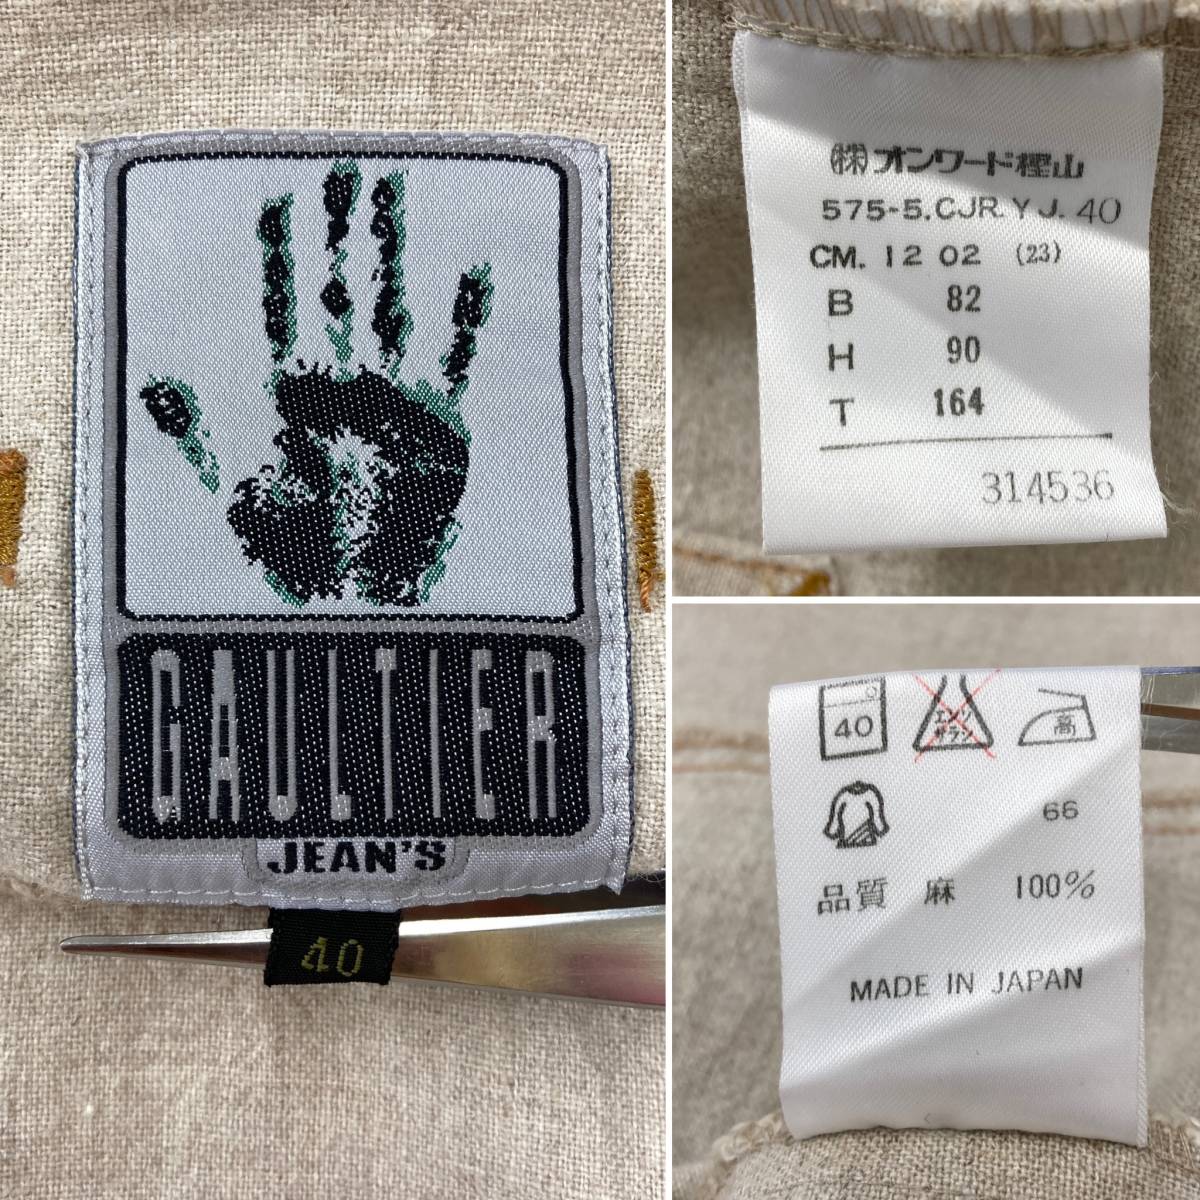 GAULTIER
JEAN'S
40
㈱オンワード樫山
575-5.CJR.YJ.40
CM. 12 02 (23)
B 82
H 90
T 164
314536
40 エンソ 高
サラシ
66
品質 麻 100%
MADE IN JAPAN